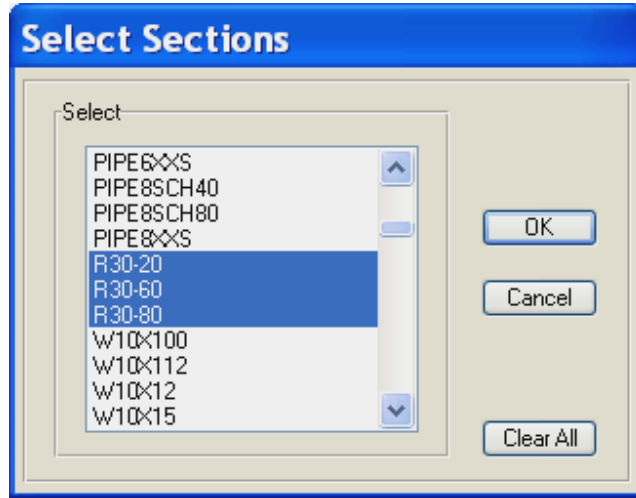 Select Sections
Select
PIPE6XXS
PIPE8SCH40
PIPE8SCH80
PIPE8XXS
R30-20
R30-60
R30-80
W10X100
W10X112
W10X12
W10X15
OK
Cancel
Clear All